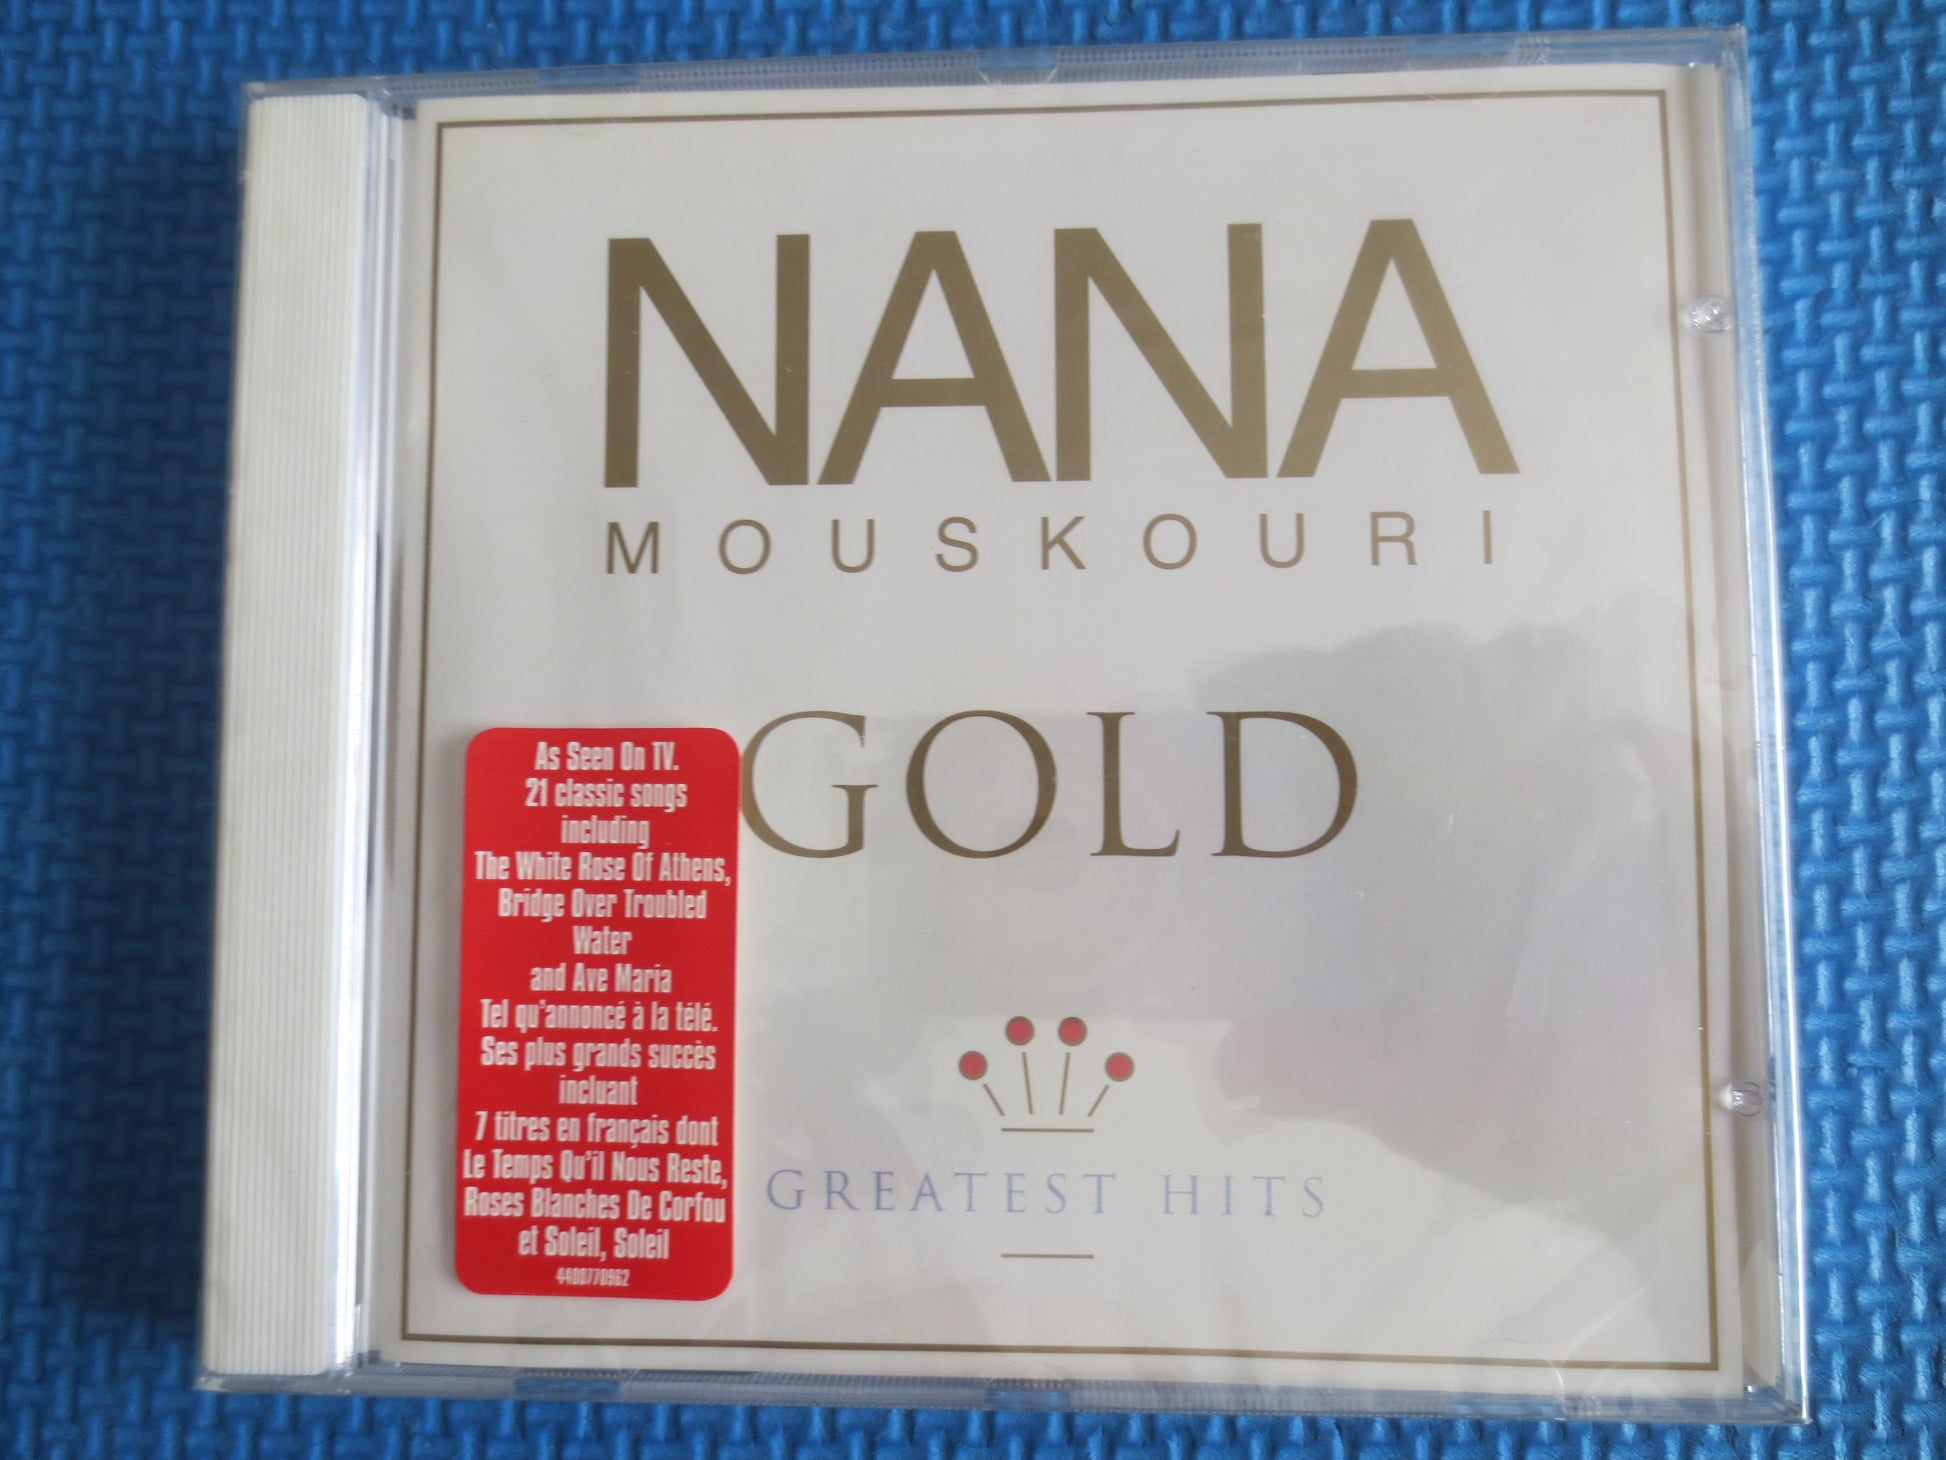 NANA
MOUSKOURI
GOLD
As Seen On TV.
21 classic songs
including
The White Rose Of Athens,
Bridge Over Troubled
Water
and Ave Maria
Tel qu'annoncé à la télé.
Ses plus grands succès
incluant
7 titres en français dont
Le Temps Qu'il Nous Reste,
Roses Blanches De Corfou
et Soleil, Soleil
4408770962
GREATEST HITS